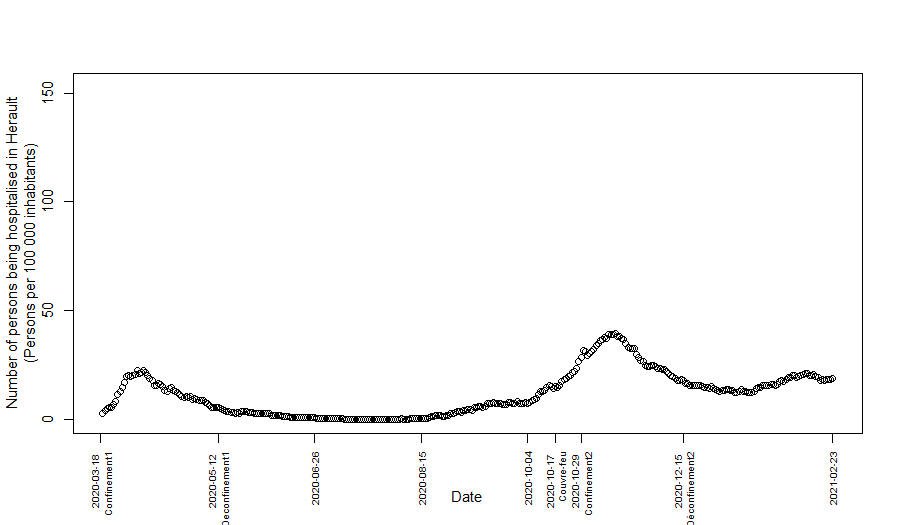 Number of persons being hospitalised in Herault
(Persons per 100 000 inhabitants)
150
100
50
0
2020-03-18
Confinement1
2020-05-12
Déconfinement1
2020-06-26
2020-08-15
2020-10-04
2020-10-17
Couvre-feu
2020-10-29
Confinement2
2020-12-15
Déconfinement2
2021-02-23
Date